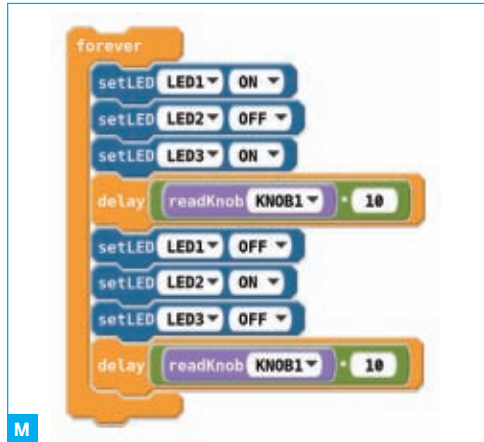 forever
setLED LED1 ON
setLED LED2 OFF
setLED LED3 ON
delay readKnob KNOB1 · 10
setLED LED1 OFF
setLED LED2 ON
setLED LED3 OFF
delay readKnob KNOB1 · 10
M